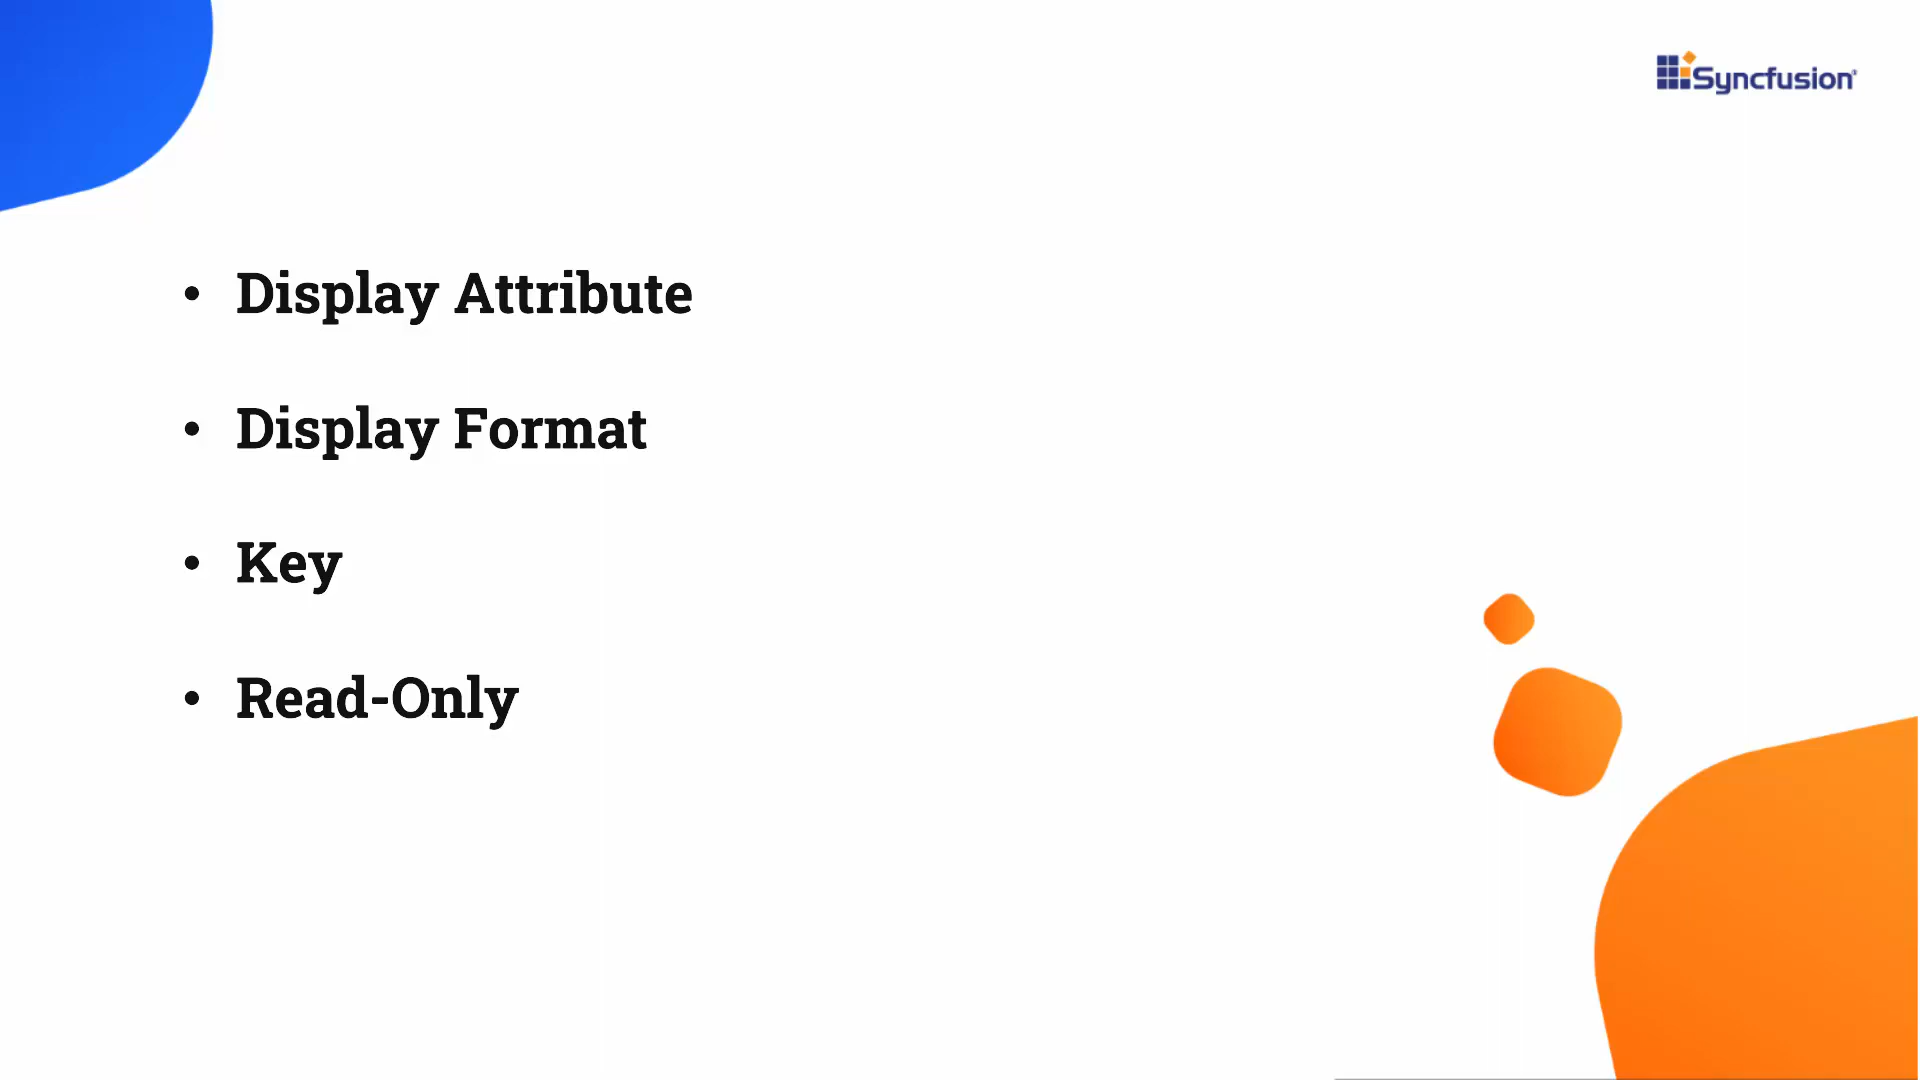 Syncfusion®
• Display Attribute
• Display Format
• Key
• Read-Only